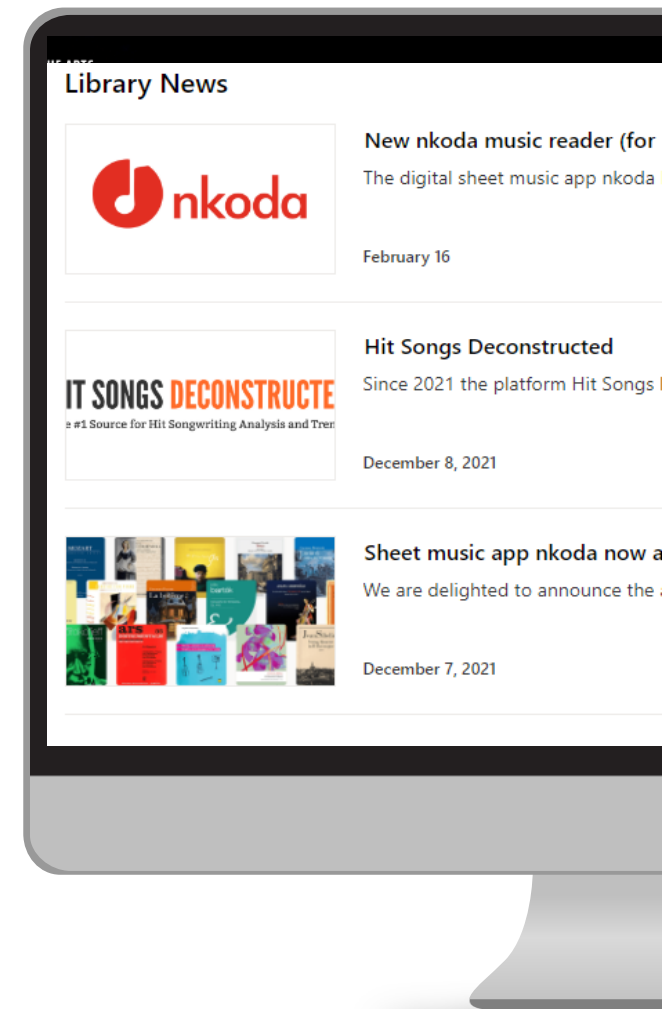 Library News
nkoda
New nkoda music reader (for
The digital sheet music app nkoda
February 16
IT SONGS DECONSTRUCTE
e #1 Source for Hit Songwriting Analysis and Tren
Hit Songs Deconstructed
Since 2021 the platform Hit Songs
December 8, 2021
bartók
ars
Sheet music app nkoda now a
We are delighted to announce the a
December 7, 2021